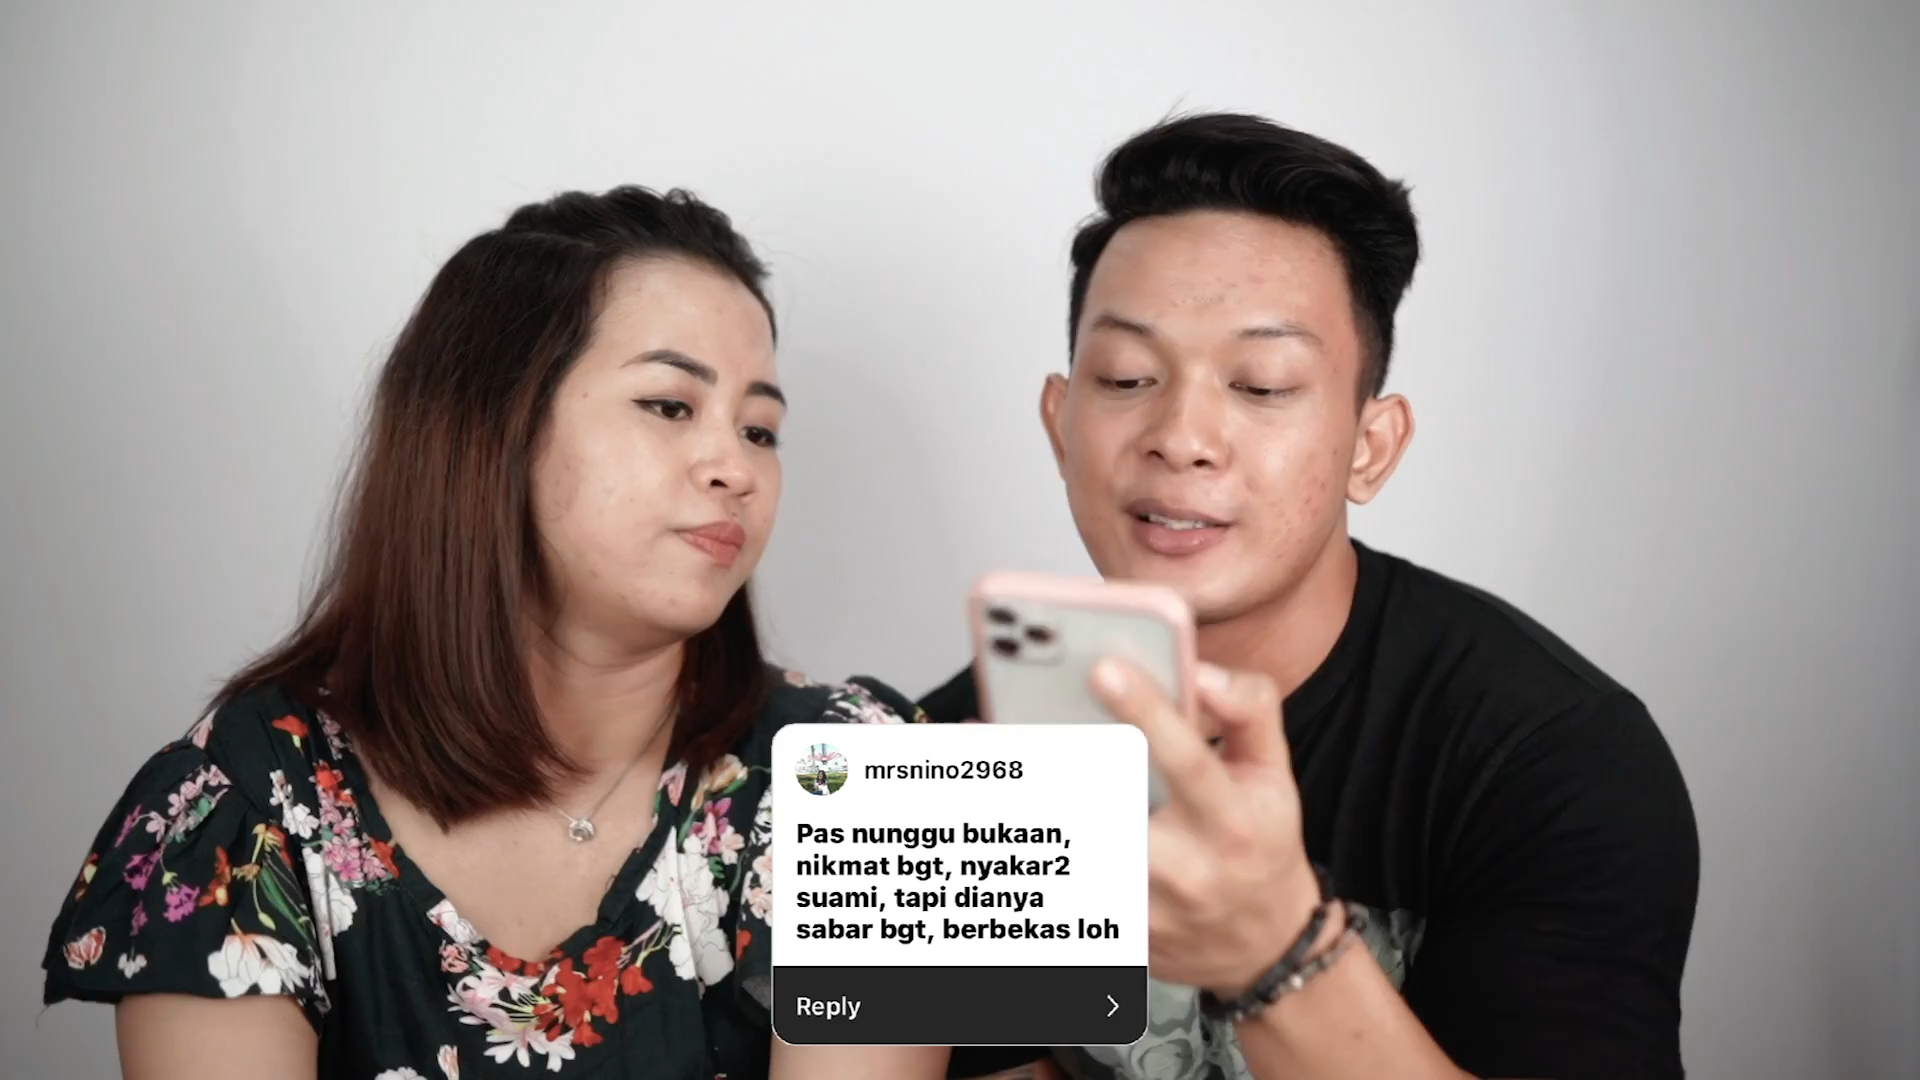 mrsnino2968
Pas nunggu bukaan,
nikmat bgt, nyakar2
suami, tapi dianya
sabar bgt, berbekas loh
Reply